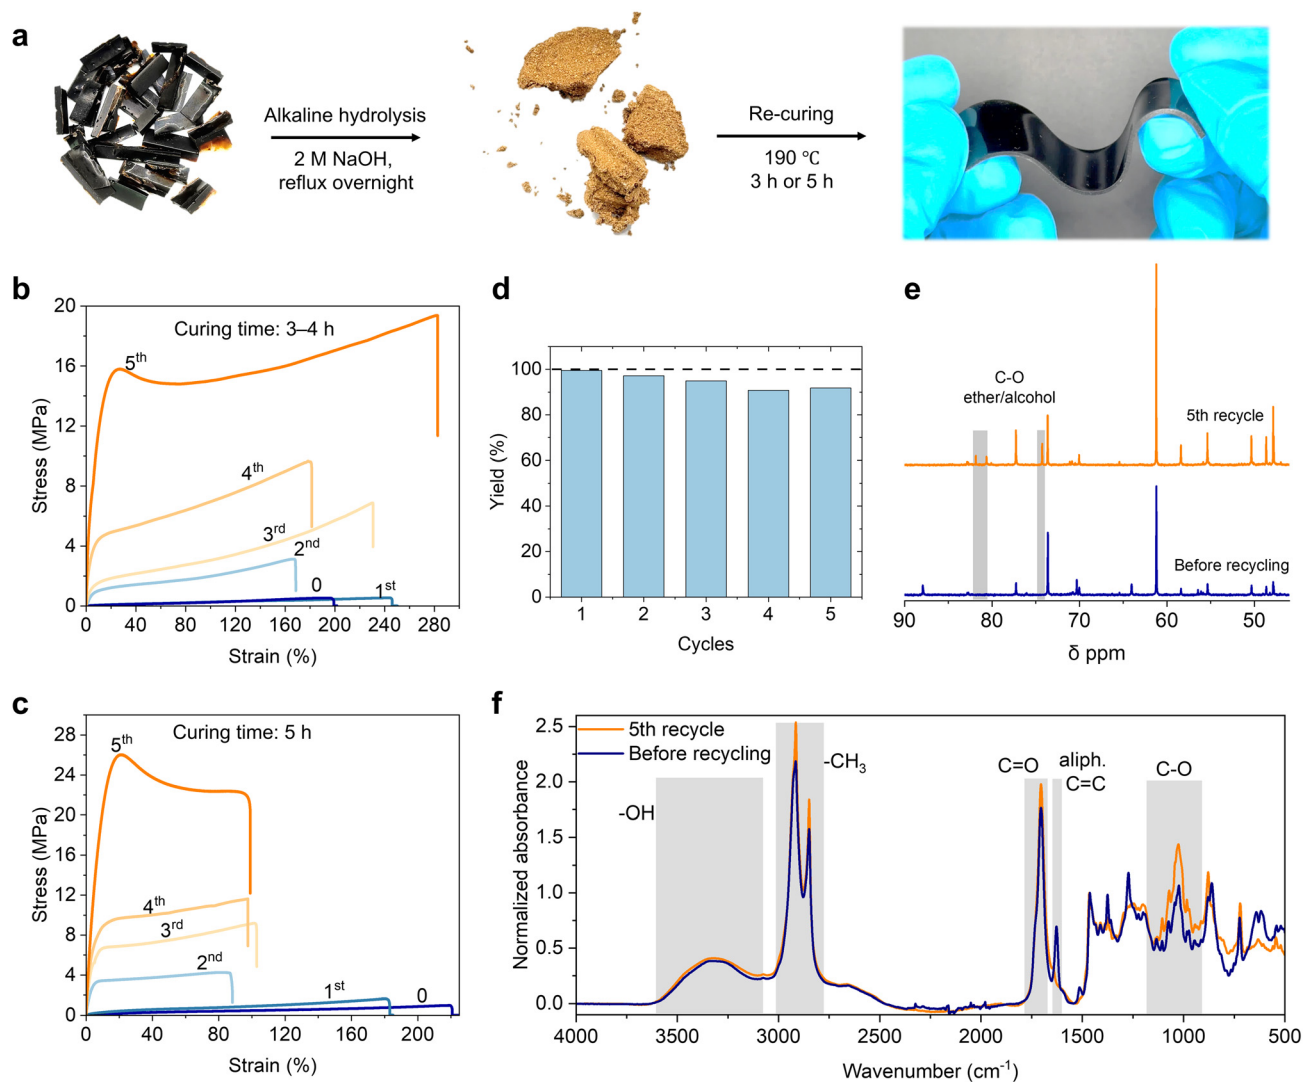 a
Alkaline hydrolysis
2 M NaOH,
reflux overnight
Re-curing
190 ℃
3 h or 5 h
b
Curing time: 3–4 h
20
16
12
8
4
0
5th
4th
3rd
2nd
0
1st
0 40 80 120 160 200 240 280
Stress (MPa)
Strain (%)
c
Curing time: 5 h
28
24
20
16
12
8
4
0
5th
4th
3rd
2nd
1st
0
0 40 80 120 160 200
Stress (MPa)
Strain (%)
d
100
80
60
40
20
0
1 2 3 4 5
Yield (%)
Cycles
e
C-O
ether/alcohol
5th recycle
Before recycling
90 80 70 60 50
δ ppm
f
5th recycle
Before recycling
-OH
-CH3
C=O
aliph.
C=C
C-O
2.5
2.0
1.5
1.0
0.5
0.0
4000 3500 3000 2500 2000 1500 1000 500
Normalized absorbance
Wavenumber (cm-1)